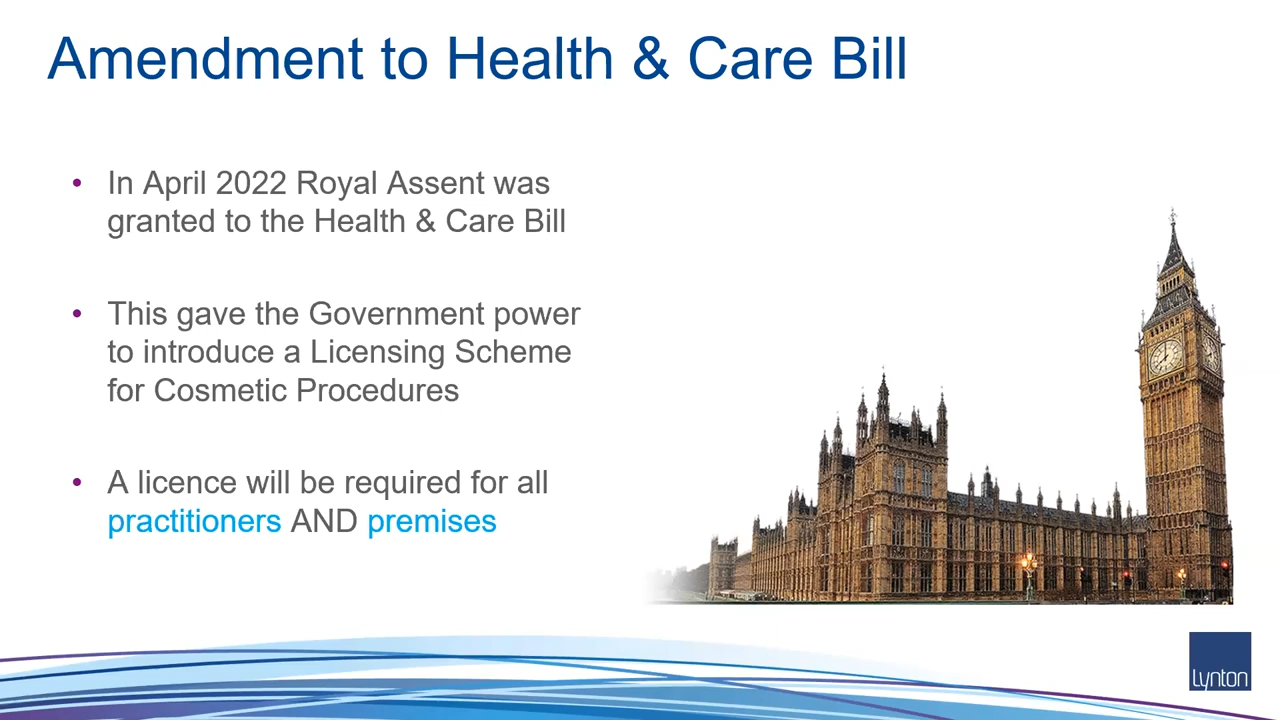 Amendment to Health & Care Bill
• In April 2022 Royal Assent was
granted to the Health & Care Bill
• This gave the Government power
to introduce a Licensing Scheme
for Cosmetic Procedures
• A licence will be required for all
practitioners AND premises
Lynton